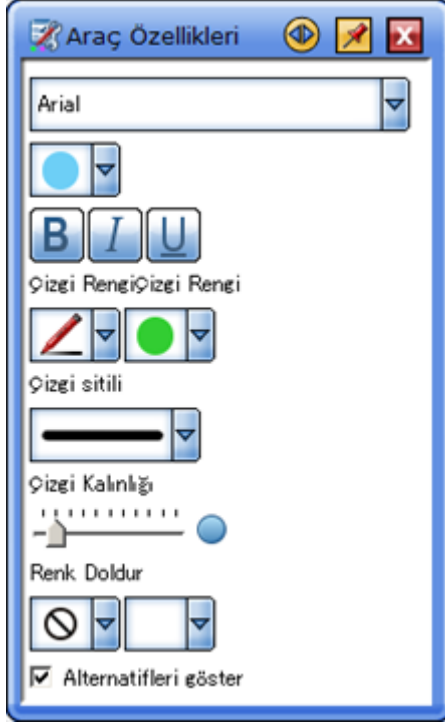 Araç Özellikleri
Arial
B I U
Çizgi RengiÇizgi Rengi
Çizgi sitili
Çizgi Kalınlığı
Renk Doldur
Alternatifleri göster